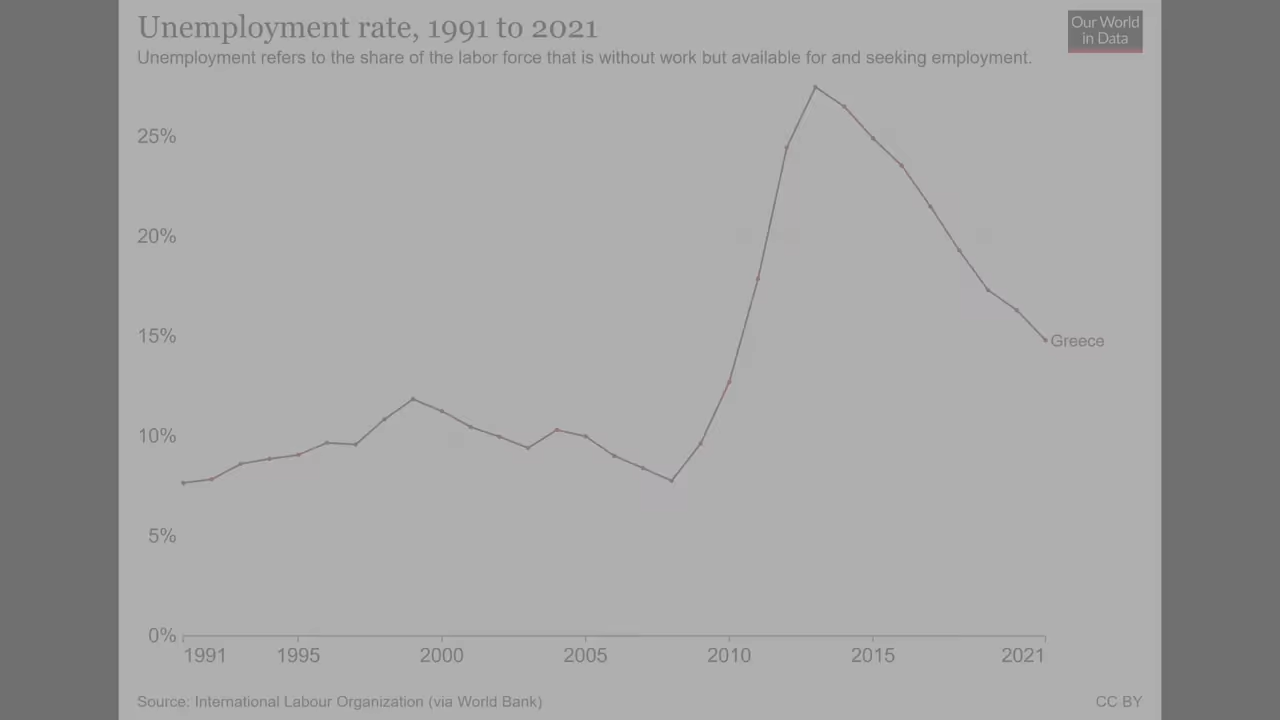 Unemployment rate, 1991 to 2021
Our World
in Data
Unemployment refers to the share of the labor force that is without work but available for and seeking employment.
25%
20%
15%
Greece
10%
5%
0%
1991 1995 2000 2005 2010 2015 2021
Source: International Labour Organization (via World Bank)
CC BY